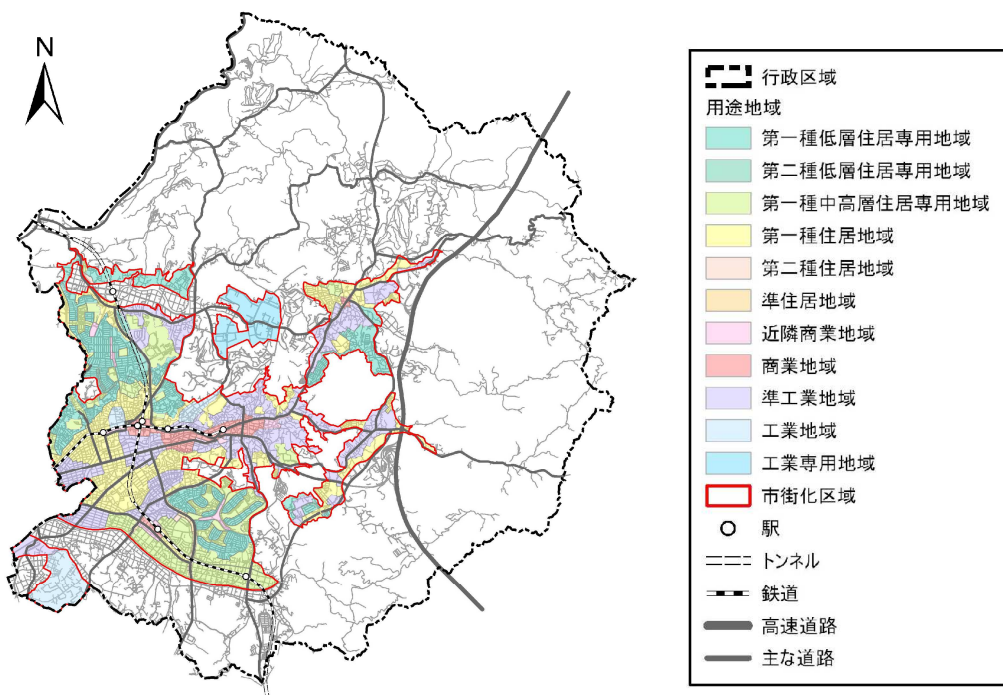 N
行政区域
用途地域
第一種低層住居専用地域
第二種低層住居専用地域
第一種中高層住居専用地域
第一種住居地域
第二種住居地域
準住居地域
近隣商業地域
商業地域
準工業地域
工業地域
工業専用地域
市街化区域
駅
トンネル
鉄道
高速道路
主な道路